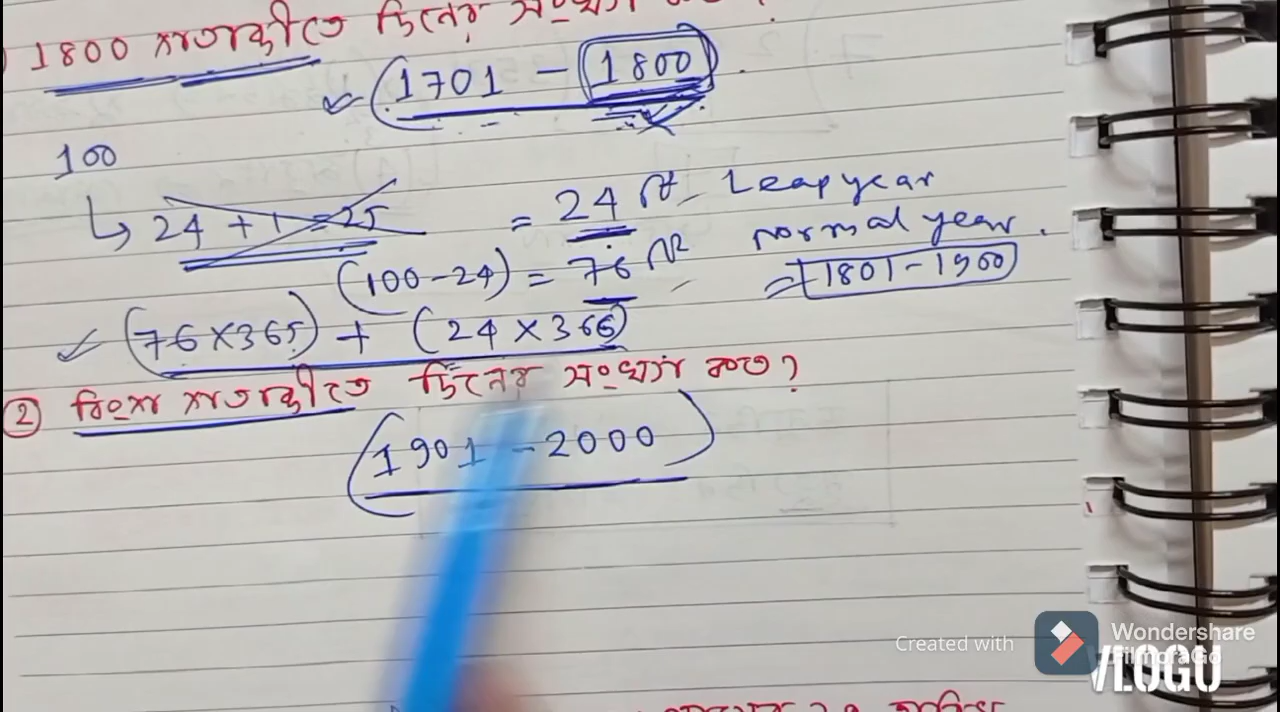 1800 শতাব্দীতে দিনের সংখ্যা
(1701 - 1800).
100
↳ 24 + 1 = 25 = 24 টি Leap year
(100-24) = 76 টি normal year.
= 1801-1900
(76×365) + (24×366)
② বিংশ শতাব্দীতে দিনের সংখ্যা কত?
(1901-2000)
Created with Wondershare
VLOGU